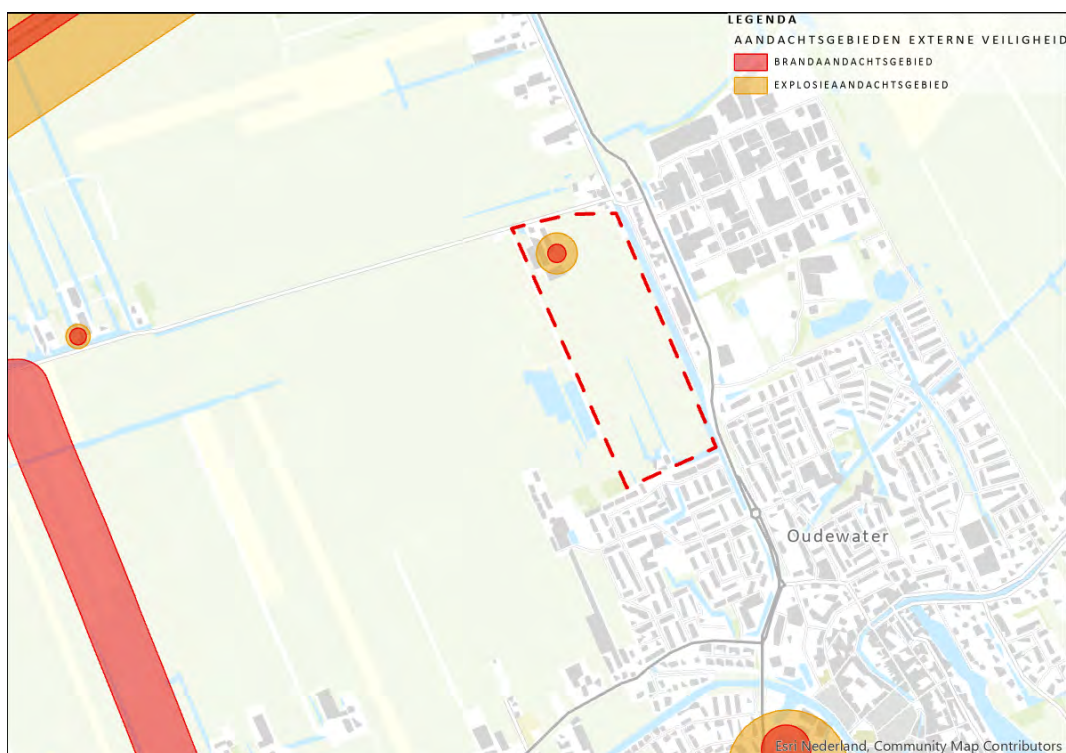 LEGENDA
AANDACHTSGEBIEDEN EXTERNE VEILIGHEID
BRANDAANDACHTSGEBIED
EXPLOSIEAANDACHTSGEBIED
Oudewater
Esri Nederland, Community Map Contributors